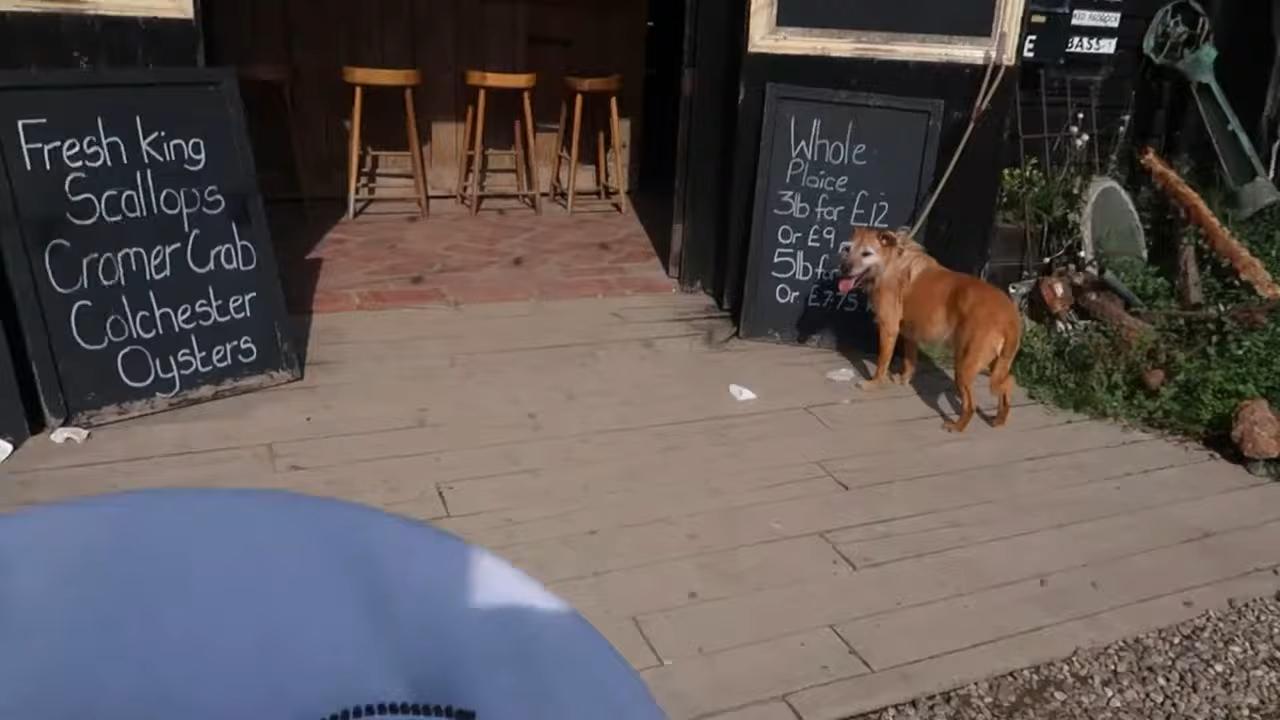 Fresh King
Scallops
Cromer Crab
Colchester
Oysters
Whole
Plaice
3lb for £12
Or £9
5lb for
Or £7.75
BASS